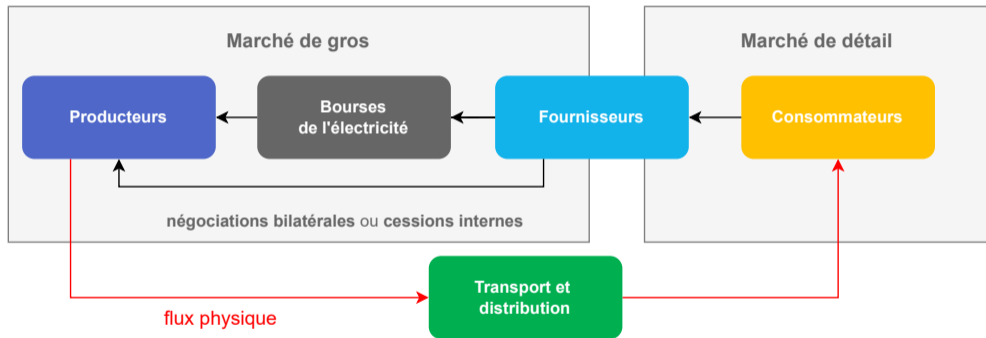 Marché de gros
Marché de détail
Producteurs
Bourses
de l'électricité
Fournisseurs
Consommateurs
négociations bilatérales ou cessions internes
Transport et
distribution
flux physique